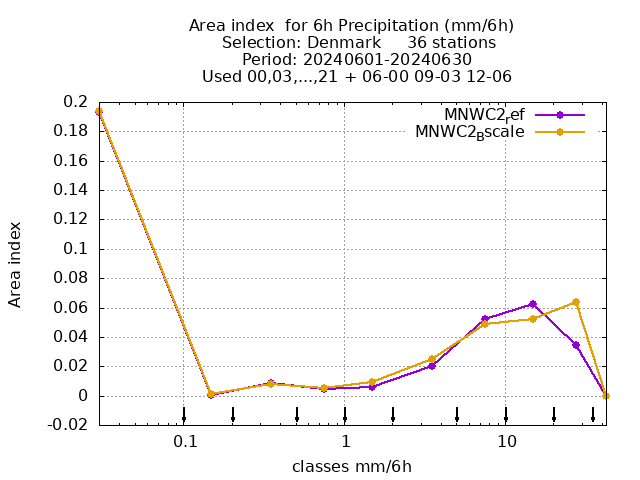 Area index  for 6h Precipitation (mm/6h)
Selection: Denmark     36 stations
Period: 20240601-20240630
Used 00,03,...,21 + 06-00 09-03 12-06
MNWC2ref
MNWC2Bscale
0.2
0.18
0.16
0.14
0.12
0.1
0.08
0.06
0.04
0.02
0
-0.02
Area index
0.1 1 10
classes mm/6h